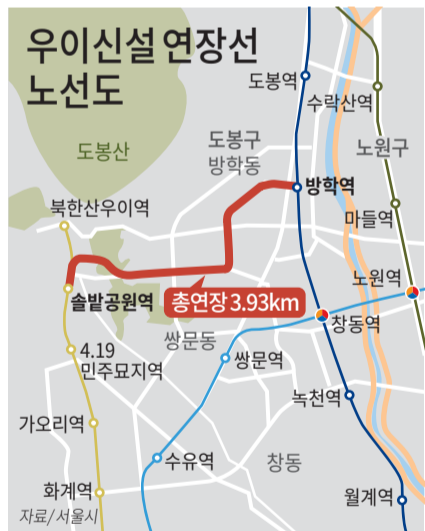 우이신설 연장선
노선도
도봉역
수락산역
도봉산
도봉구
방학동
노원구
방학역
북한산우이역
마들역
노원역
솔밭공원역
총연장 3.93km
창동역
쌍문동
4.19
민주묘지역
쌍문역
녹천역
가오리역
수유역
창동
화계역
월계역
자료/서울시